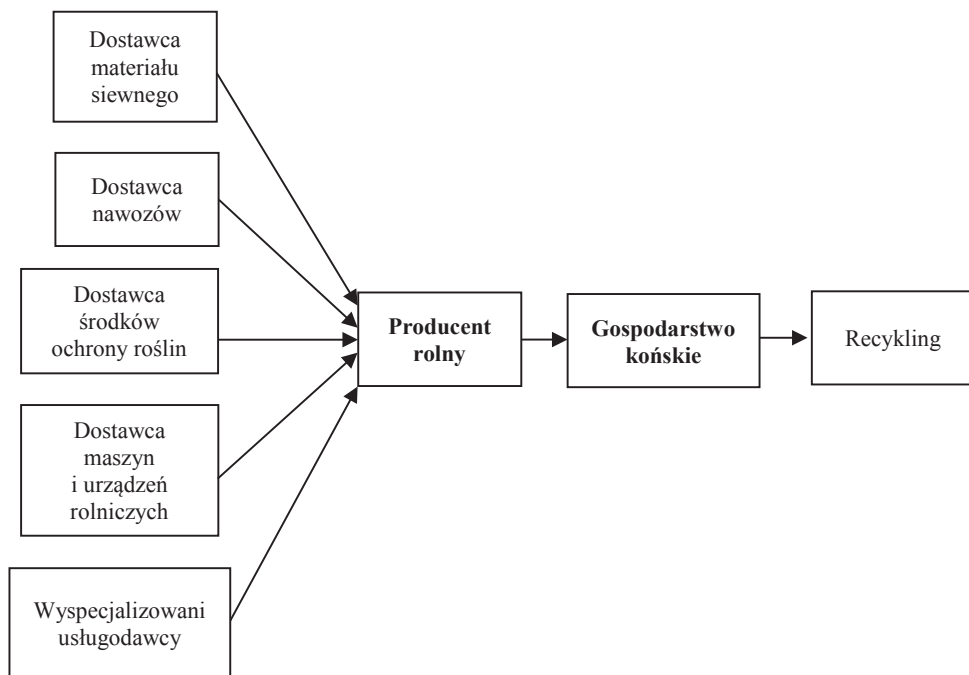 Dostawca
materiału
siewnego
Dostawca
nawozów
Dostawca
środków
ochrony roślin
Dostawca
maszyn
i urządzeń
rolniczych
Wyspecjalizowani
usługodawcy
Producent
rolny
Gospodarstwo
końskie
Recykling